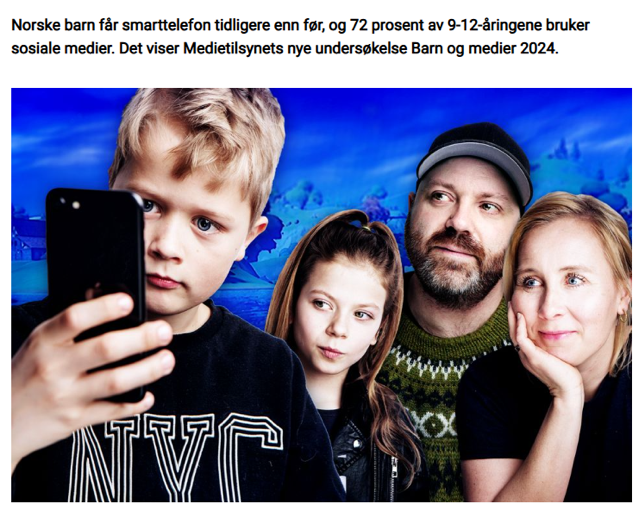 Norske barn får smarttelefon tidligere enn før, og 72 prosent av 9-12-åringene bruker
sosiale medier. Det viser Medietilsynets nye undersøkelse Barn og medier 2024.
NYC